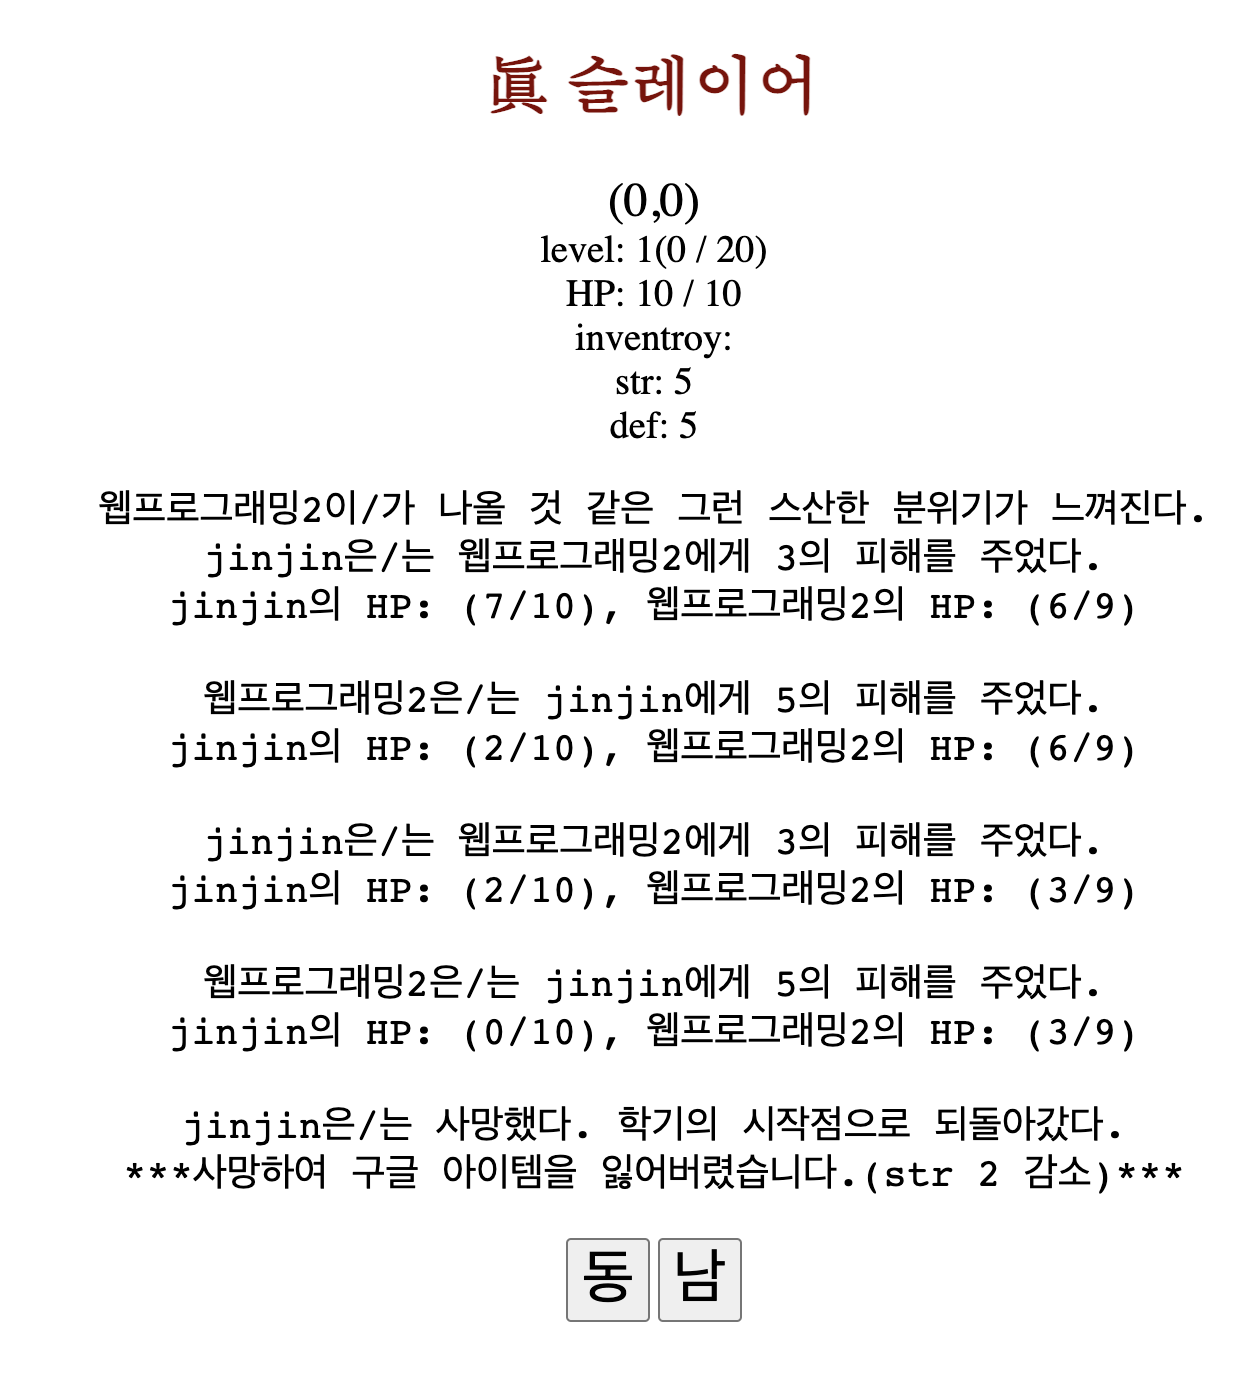 眞 슬레이어
(0,0)
level: 1(0 / 20)
HP: 10 / 10
inventroy:
str: 5
def: 5
웹프로그래밍2이/가 나올 것 같은 그런 스산한 분위기가 느껴진다.
jinjin은/는 웹프로그래밍2에게 3의 피해를 주었다.
jinjin의 HP: (7/10), 웹프로그래밍2의 HP: (6/9)
웹프로그래밍2은/는 jinjin에게 5의 피해를 주었다.
jinjin의 HP: (2/10), 웹프로그래밍2의 HP: (6/9)
jinjin은/는 웹프로그래밍2에게 3의 피해를 주었다.
jinjin의 HP: (2/10), 웹프로그래밍2의 HP: (3/9)
웹프로그래밍2은/는 jinjin에게 5의 피해를 주었다.
jinjin의 HP: (0/10), 웹프로그래밍2의 HP: (3/9)
jinjin은/는 사망했다. 학기의 시작점으로 되돌아갔다.
***사망하여 구글 아이템을 잃어버렸습니다.(str 2 감소)***
동 남